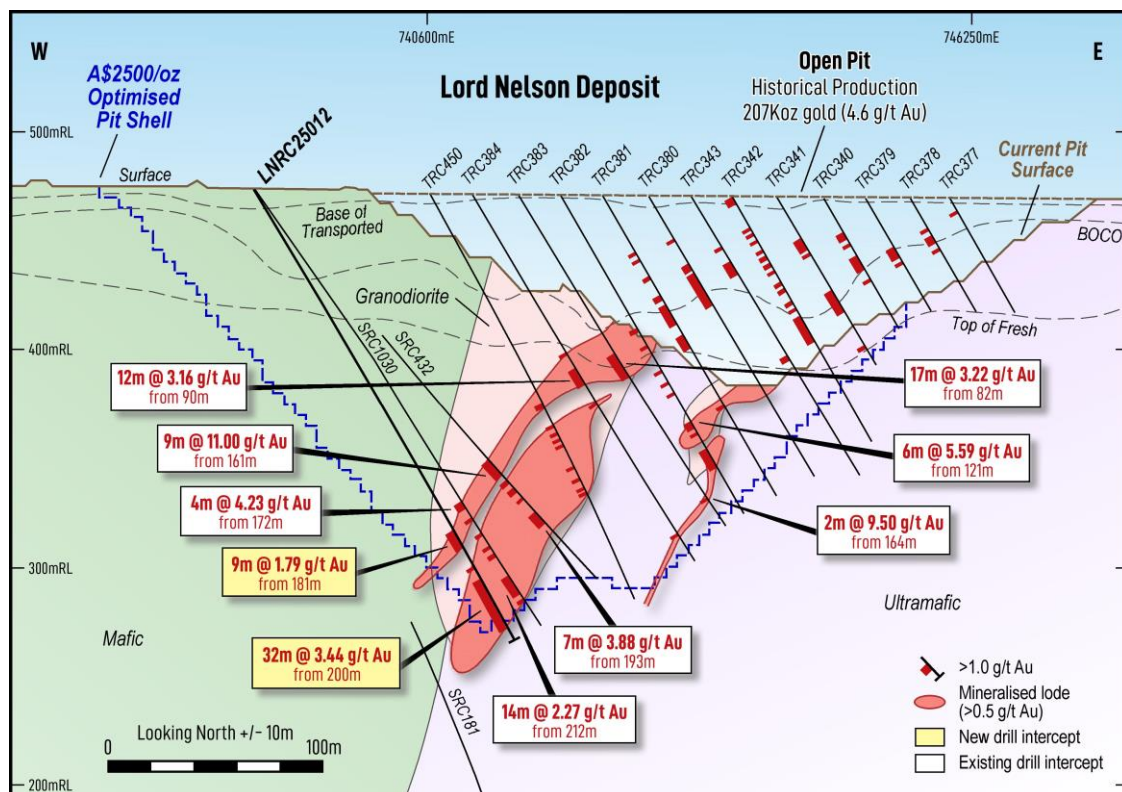 740600mE
746250mE
W
E
A$2500/oz
Optimised
Pit Shell
Lord Nelson Deposit
Open Pit
Historical Production
207Koz gold (4.6 g/t Au)
500mRL
LNRC25012
TRC450
TRC384
TRC383
TRC382
TRC381
TRC380
TRC343
TRC342
TRC341
TRC340
TRC379
TRC378
TRC377
Current Pit
Surface
Surface
Base of
Transported
BOCO
Granodiorite
Top of Fresh
SRC432
SRC1030
400mRL
12m @ 3.16 g/t Au
from 90m
17m @ 3.22 g/t Au
from 82m
9m @ 11.00 g/t Au
from 161m
6m @ 5.59 g/t Au
from 121m
4m @ 4.23 g/t Au
from 172m
2m @ 9.50 g/t Au
from 164m
9m @ 1.79 g/t Au
from 181m
300mRL
Mafic
Ultramafic
32m @ 3.44 g/t Au
from 200m
7m @ 3.88 g/t Au
from 193m
14m @ 2.27 g/t Au
from 212m
SRC181
Looking North +/- 10m
0
100m
>1.0 g/t Au
Mineralised lode
(>0.5 g/t Au)
New drill intercept
Existing drill intercept
200mRL